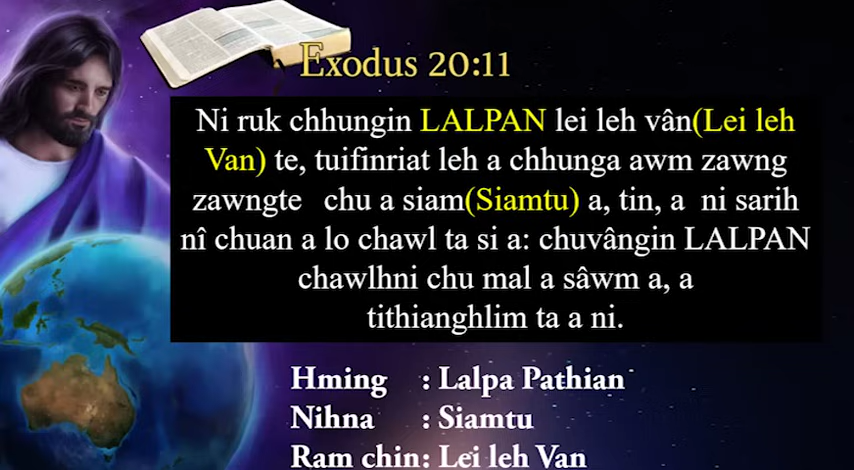 Exodus 20:11
Ni ruk chhungin LALPAN lei leh vân(Lei leh
Van) te, tuifinriat leh a chhunga awm zawng
zawngte chu a siam(Siamtu) a, tin, a ni sarih
nî chuan a lo chawl ta si a: chuvângin LALPAN
chawlhni chu mal a sâwm a, a
tithianghlim ta a ni.
Hming : Lalpa Pathian
Nihna : Siamtu
Ram chin: Lei leh Van